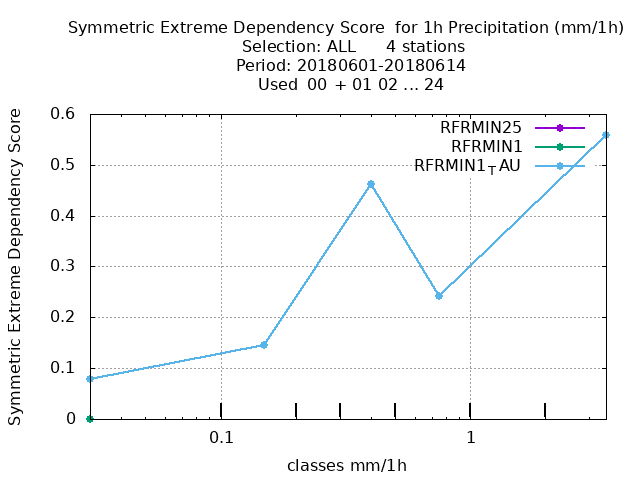 Symmetric Extreme Dependency Score  for 1h Precipitation (mm/1h)
Selection: ALL      4 stations
Period: 20180601-20180614
Used  00  + 01 02 ... 24
RFRMIN25
RFRMIN1
RFRMIN1TAU
Symmetric Extreme Dependency Score
0.6
0.5
0.4
0.3
0.2
0.1
0
0.1 1
classes mm/1h